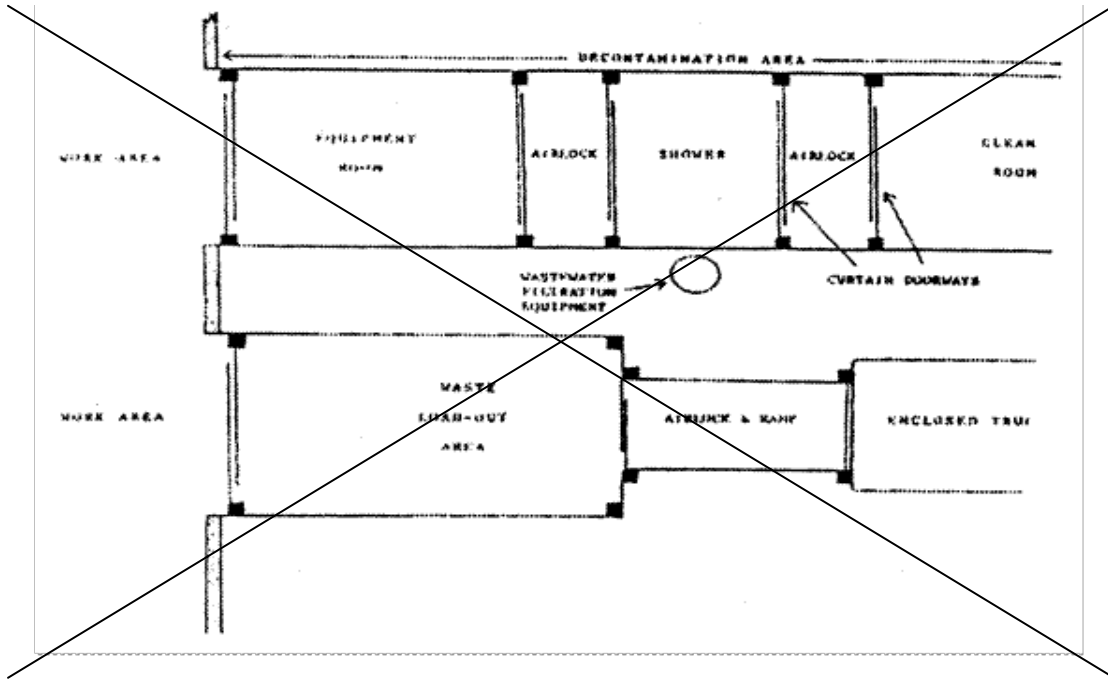 DECONTAMINATION AREA
WORK AREA
EQUIPMENT
ROOM
AIRLOCK
SHOWER
AIRLOCK
CLEAN
ROOM
WASTEWATER
FILTRATION
EQUIPMENT
CURTAIN DOORWAYS
WORK AREA
WASTE
LOAD-OUT
AREA
AIRLOCK & RAMP
ENCLOSED